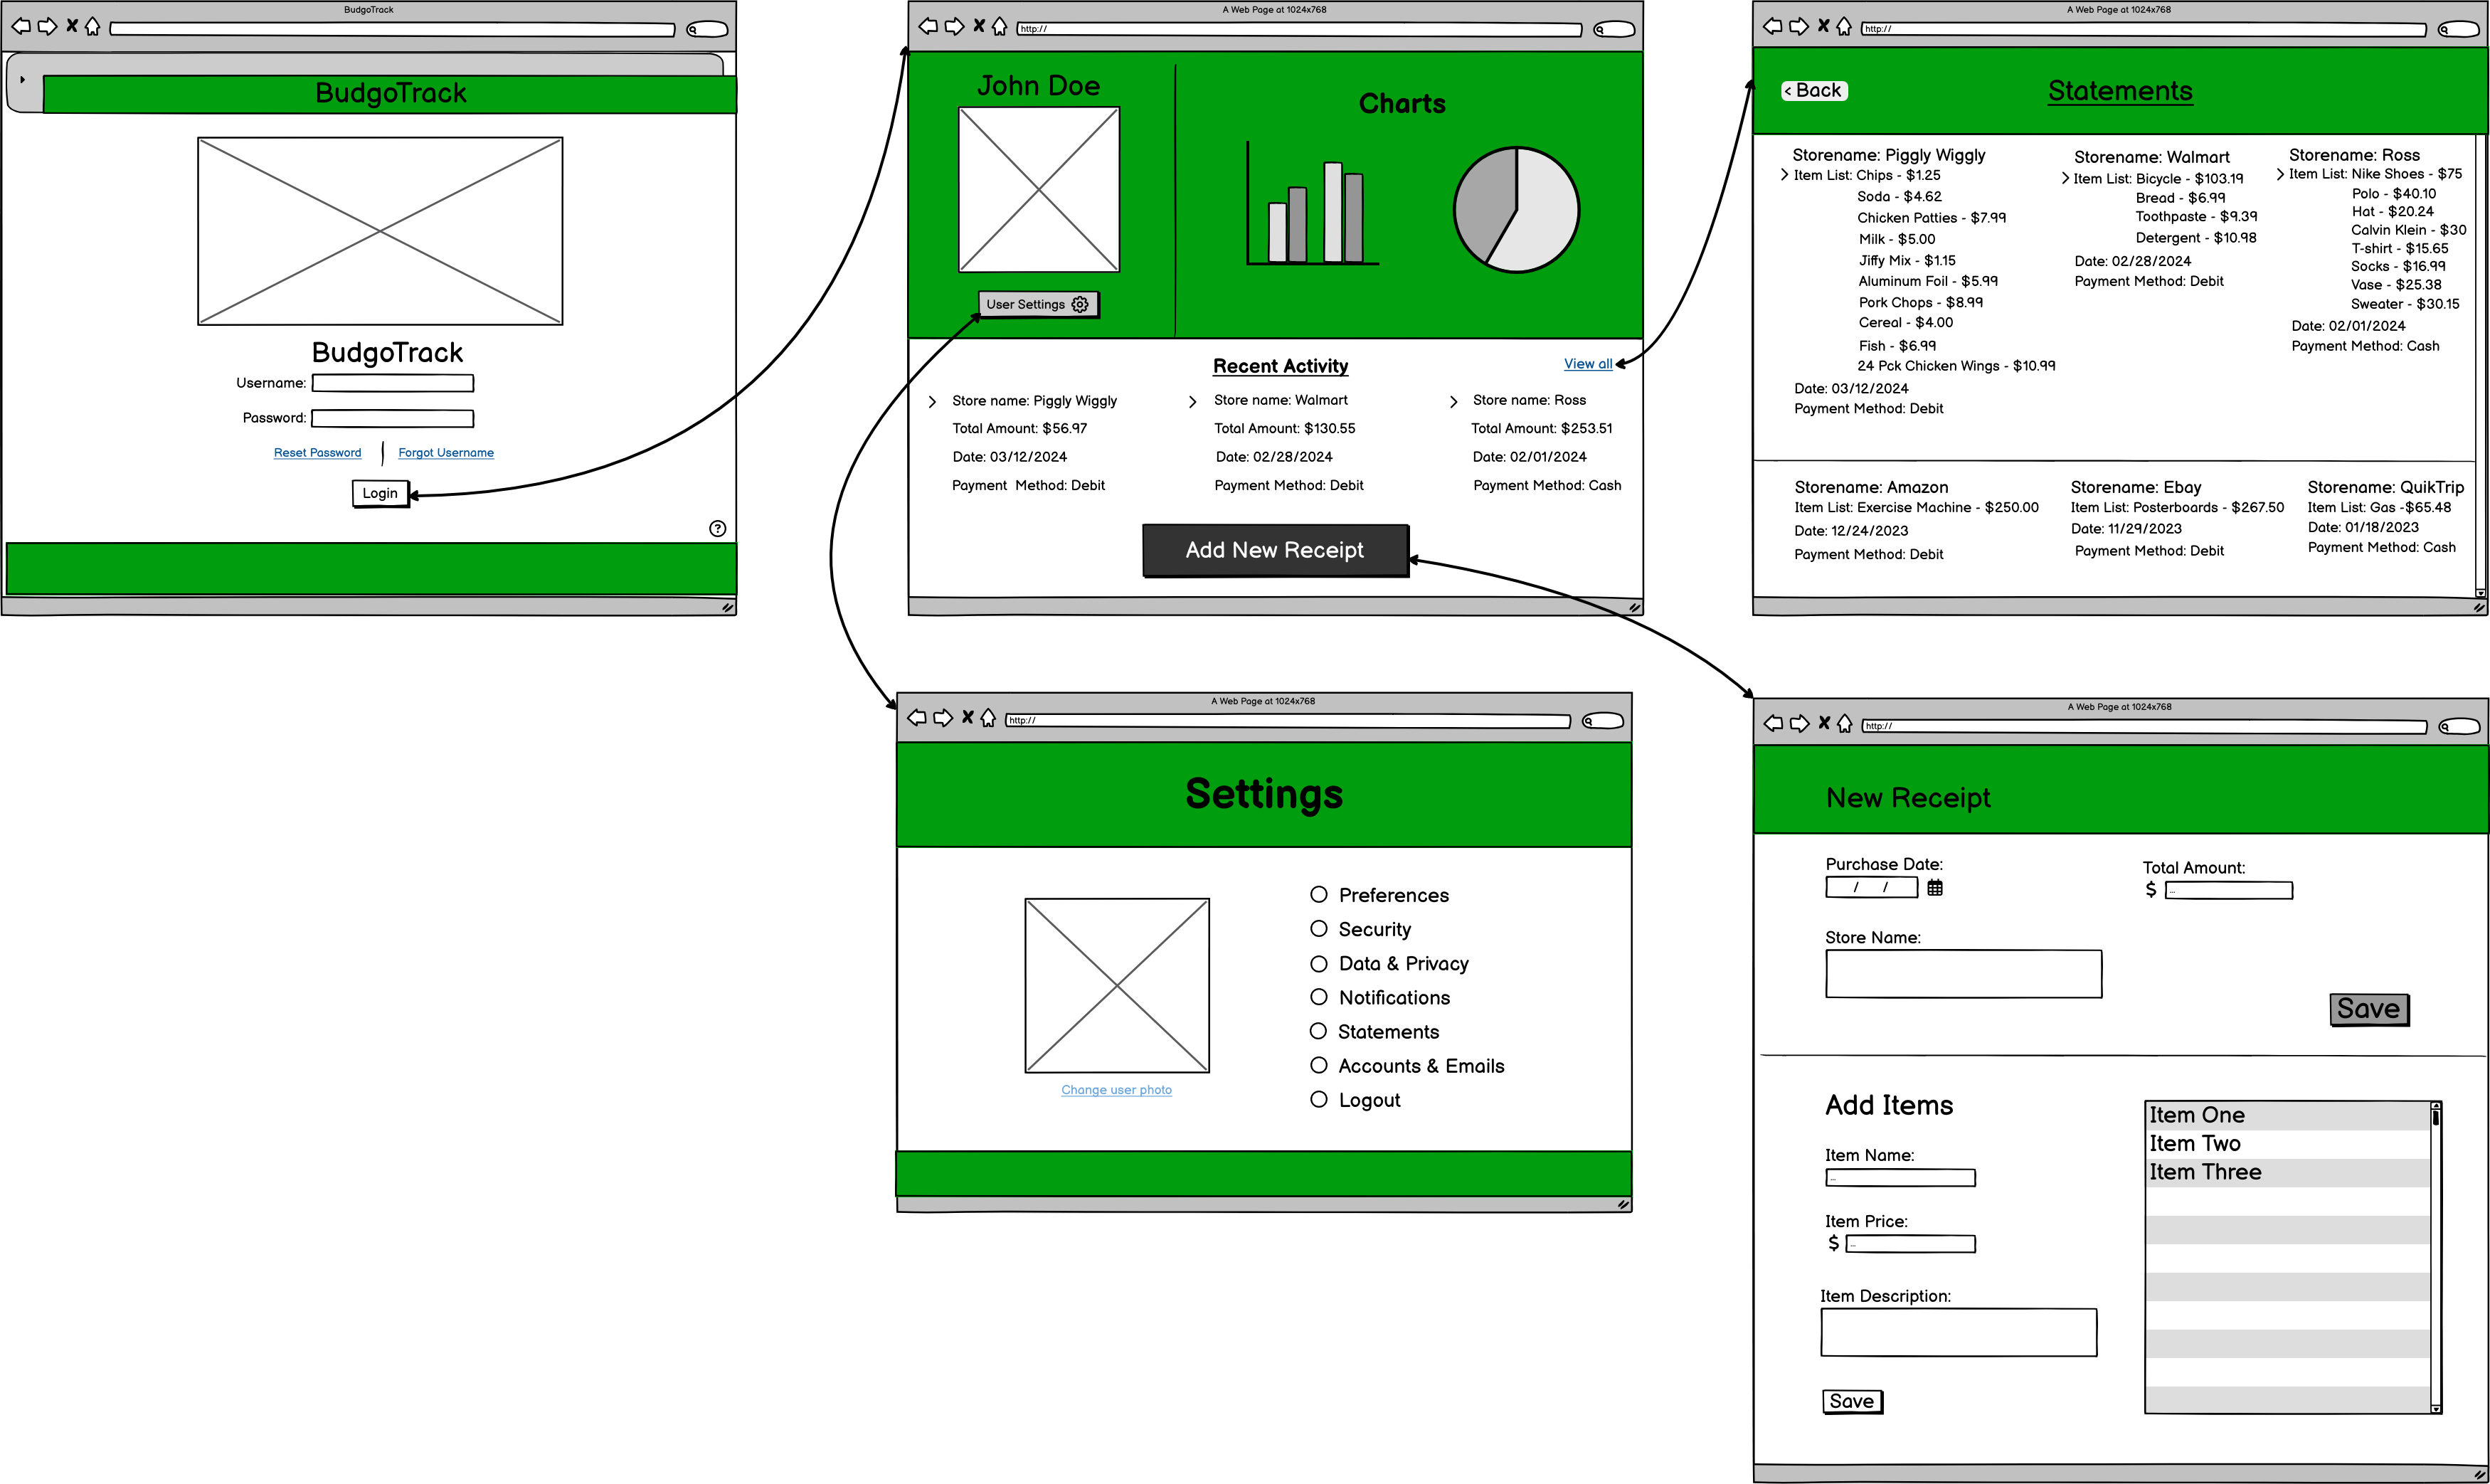 BudgoTrack
BudgoTrack
BudgoTrack
Username:
Password:
Reset Password
Forgot Username
Login
?
A Web Page at 1024x768
http://
John Doe
User Settings
Charts
Recent Activity
View all
Store name: Piggly Wiggly
Total Amount: $56.97
Date: 03/12/2024
Payment  Method: Debit
Store name: Walmart
Total Amount: $130.55
Date: 02/28/2024
Payment Method: Debit
Store name: Ross
Total Amount: $253.51
Date: 02/01/2024
Payment Method: Cash
Add New Receipt
A Web Page at 1024x768
http://
< Back
Statements
Storename: Piggly Wiggly
Item List: Chips - $1.25
Soda - $4.62
Chicken Patties - $7.99
Milk - $5.00
Jiffy Mix - $1.15
Aluminum Foil - $5.99
Pork Chops - $8.99
Cereal - $4.00
Fish - $6.99
24 Pck Chicken Wings - $10.99
Date: 03/12/2024
Payment Method: Debit
Storename: Walmart
Item List: Bicycle - $103.19
Bread - $6.99
Toothpaste - $9.39
Detergent - $10.98
Date: 02/28/2024
Payment Method: Debit
Storename: Ross
Item List: Nike Shoes - $75
Polo - $40.10
Hat - $20.24
Calvin Klein - $30
T-shirt - $15.65
Socks - $16.99
Vase - $25.38
Sweater - $30.15
Date: 02/01/2024
Payment Method: Cash
Storename: Amazon
Item List: Exercise Machine - $250.00
Date: 12/24/2023
Payment Method: Debit
Storename: Ebay
Item List: Posterboards - $267.50
Date: 11/29/2023
Payment Method: Debit
Storename: QuikTrip
Item List: Gas -$65.48
Date: 01/18/2023
Payment Method: Cash
A Web Page at 1024x768
http://
Settings
Change user photo
Preferences
Security
Data & Privacy
Notifications
Statements
Accounts & Emails
Logout
A Web Page at 1024x768
http://
New Receipt
Purchase Date:
/ /
Total Amount:
$ ...
Store Name:
Save
Add Items
Item Name:
...
Item Price:
$ ...
Item Description:
Save
Item One
Item Two
Item Three